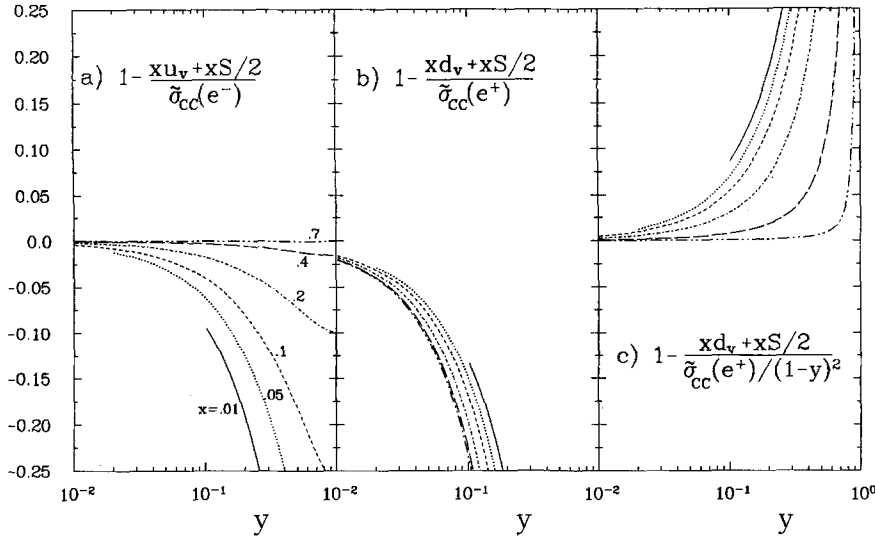 0.25
0.20
0.15
0.10
0.05
0.0
-0.05
-0.10
-0.15
-0.20
-0.25
a) 1- xu_v+xS/2
σ̃_CC(e⁻)
.7
.4
.2
.1
.05
x=.01
10⁻² 10⁻¹
y
b) 1- xd_v+xS/2
σ̃_CC(e⁺)
10⁻² 10⁻¹
y
c) 1- xd_v+xS/2
σ̃_CC(e⁺)/(1-y)²
10⁻² 10⁻¹ 10⁰
y